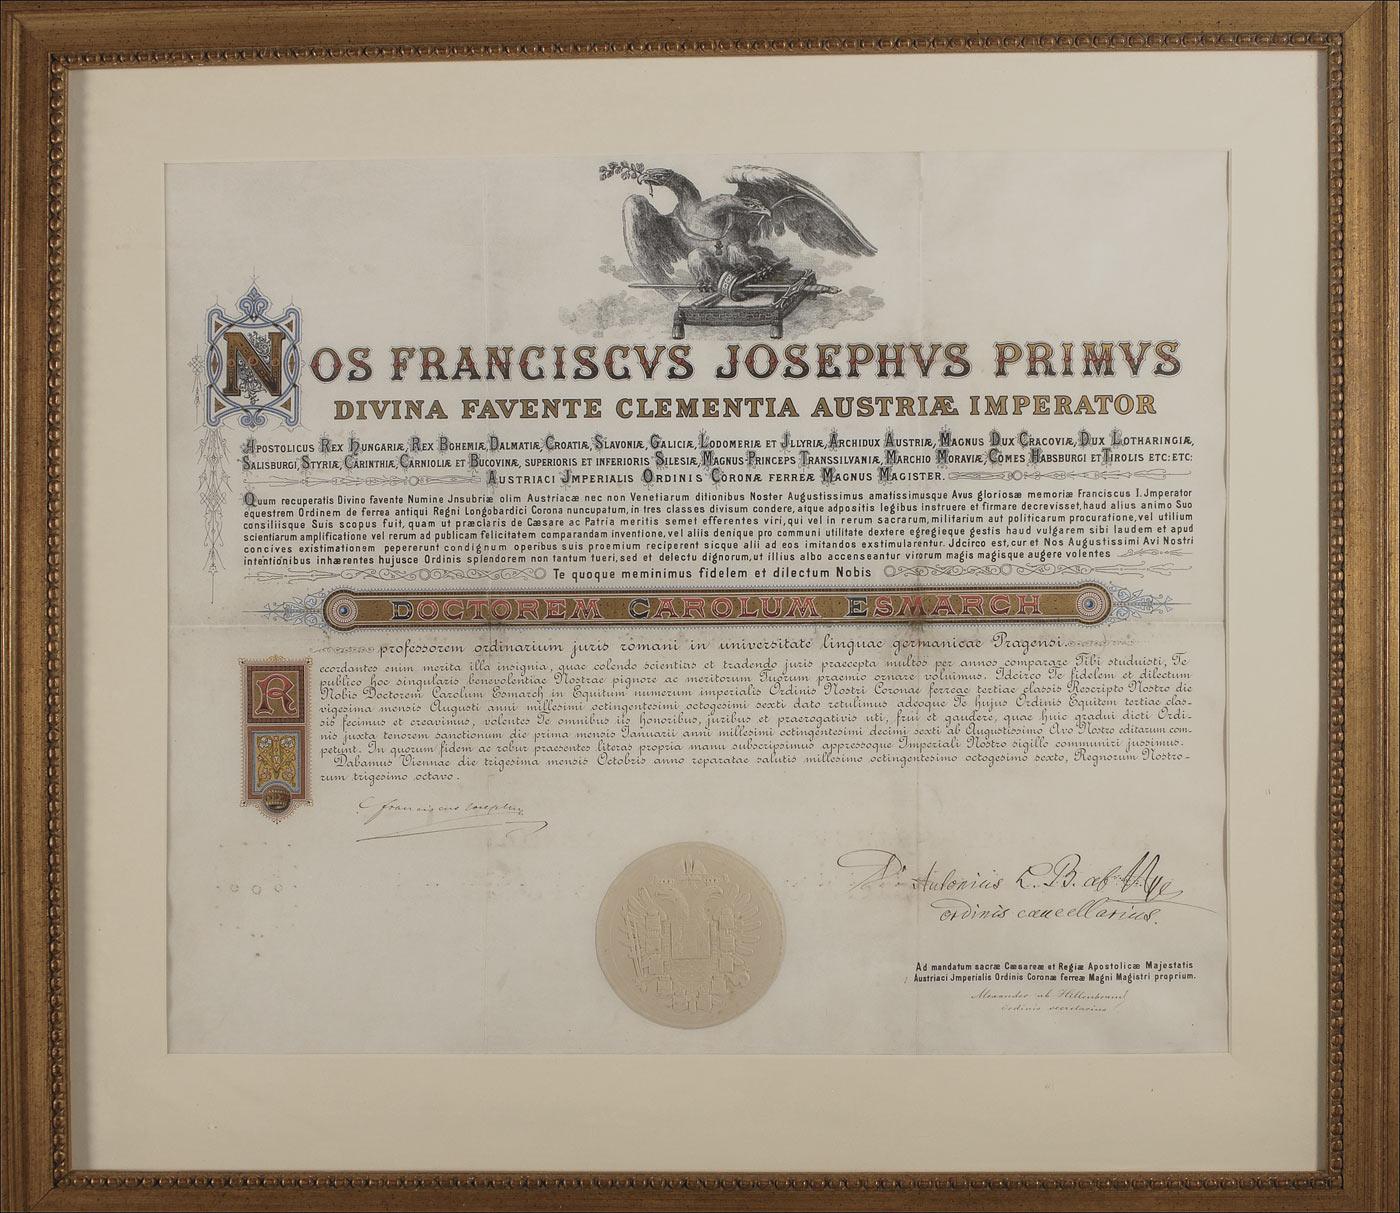 NOS FRANCISCVS JOSEPHVS PRIMVS
DIVINA FAVENTE CLEMENTIA AUSTRIÆ IMPERATOR
APOSTOLICUS REX HUNGARIÆ, REX BOHEMIÆ, DALMATIÆ, CROATIÆ, SLAVONIÆ, GALICIÆ, LODOMERIÆ ET JLLYRIÆ, ARCHIDUX AUSTRIÆ, MAGNUS DUX CRACOVIÆ, DUX LOTHARINGIÆ,
SALISBURGI, STYRIÆ, CARINTHIÆ, CARNIOLIÆ ET BUCOVINÆ, SUPERIORIS ET INFERIORIS SILESIÆ, MAGNUS PRINCEPS TRANSSILVANIÆ, MARCHIO MORAVIÆ, COMES HABSBURGI ET TIROLIS ETC: ETC:
AUSTRIACI JMPERIALIS ORDINIS CORONÆ FERREÆ MAGNUS MAGISTER.
Quum recuperatis Divino favente Numine Jnsubriæ olim Austriacæ nec non Venetiarum ditionibus Noster Augustissimus amatissimusque Avus gloriosæ memoriæ Franciscus I. Jmperator
equestrem Ordinem de ferrea antiqui Regni Longobardici Corona nuncupatum, in tres classes divisum condere, atque adpositis legibus instruere et firmare decrevisset, haud alius animo Suo
consiliisque Suis scopus fuit, quam ut præclaris de Cæsare ac Patria meritis semet efferentes viri, qui vel in rerum sacrarum, militarium aut politicarum procuratione, vel utilium
scientiarum amplificatione vel rerum ad publicam felicitatem comparandam inventione, vel aliis denique pro communi utilitate dextere egregieque gestis haud vulgarem sibi laudem et apud
concives existimationem pepererunt condignum operibus suis proemium reciperent sicque alii ad eos imitandos exstimularentur. Jdcirco est, cur et Nos Augustissimi Avi Nostri
intentionibus inhærentes hujusce Ordinis splendorem non tantum tueri, sed et delectu dignorum, ut illius albo accenseantur virorum magis magisque augere volentes
Te quoque meminimus fidelem et dilectum Nobis
DOCTOREM CAROLUM ESMARCH
professorem ordinarium juris romani in universitate linguae germanicae Pragensi
Recordantes enim merita illa insignia, quae colendo scientias et tradendo juris praecepta multos per annos comparare Tibi studuisti, Te
publico hoc singularis benevolentiae Nostrae pignore ac meritorum Tuorum praemio ornare voluimus. Idcirco Te fidelem et dilectum
Nobis Doctorem Carolum Esmarch in Equitum numerum imperialis Ordinis Nostri Coronae ferreae tertiae classis Rescripto Nostro die
vigesima mensis Augusti anni millesimi octingentesimi octogesimi sexti dato retulimus adeoque Te hujus Ordinis Equitem tertiae clas-
sis fecimus et creavimus, volentes Te omnibus iis honoribus, juribus et praerogativis uti, frui et gaudere, quae huic gradui dicti Ordi-
nis juxta tenorem sanctionum die prima mensis Ianuarii anni millesimi octingentesimi decimi sexti ab Augustissimo Avo Nostro editarum com-
petunt. In quorum fidem ac robur praesentes literas propria manu subscripsimus appressoque Imperiali Nostro sigillo communiri jussimus.
Dabamus Viennae die trigesima mensis Octobris anno reparatae salutis millesimo octingentesimo octogesimo sexto, Regnorum Nostro-
rum trigesimo octavo.
Franciscus Josephus
Antonius L. B. ab Nye
ordinis cancellarius.
Ad mandatum sacræ Cæsareæ et Regiæ Apostolicæ Majestatis
Austriaci Jmperialis Ordinis Coronæ ferreæ Magni Magistri proprium.
Alexander ab Hillenbrand
ordinis secretarius